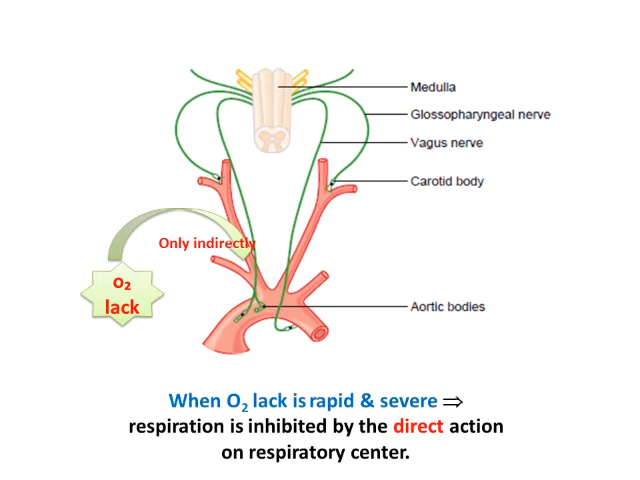 Medulla
Glossopharyngeal nerve
Vagus nerve
Carotid body
Only indirectly
O₂
lack
Aortic bodies
When O₂ lack is rapid & severe ⇒
respiration is inhibited by the direct action
on respiratory center.